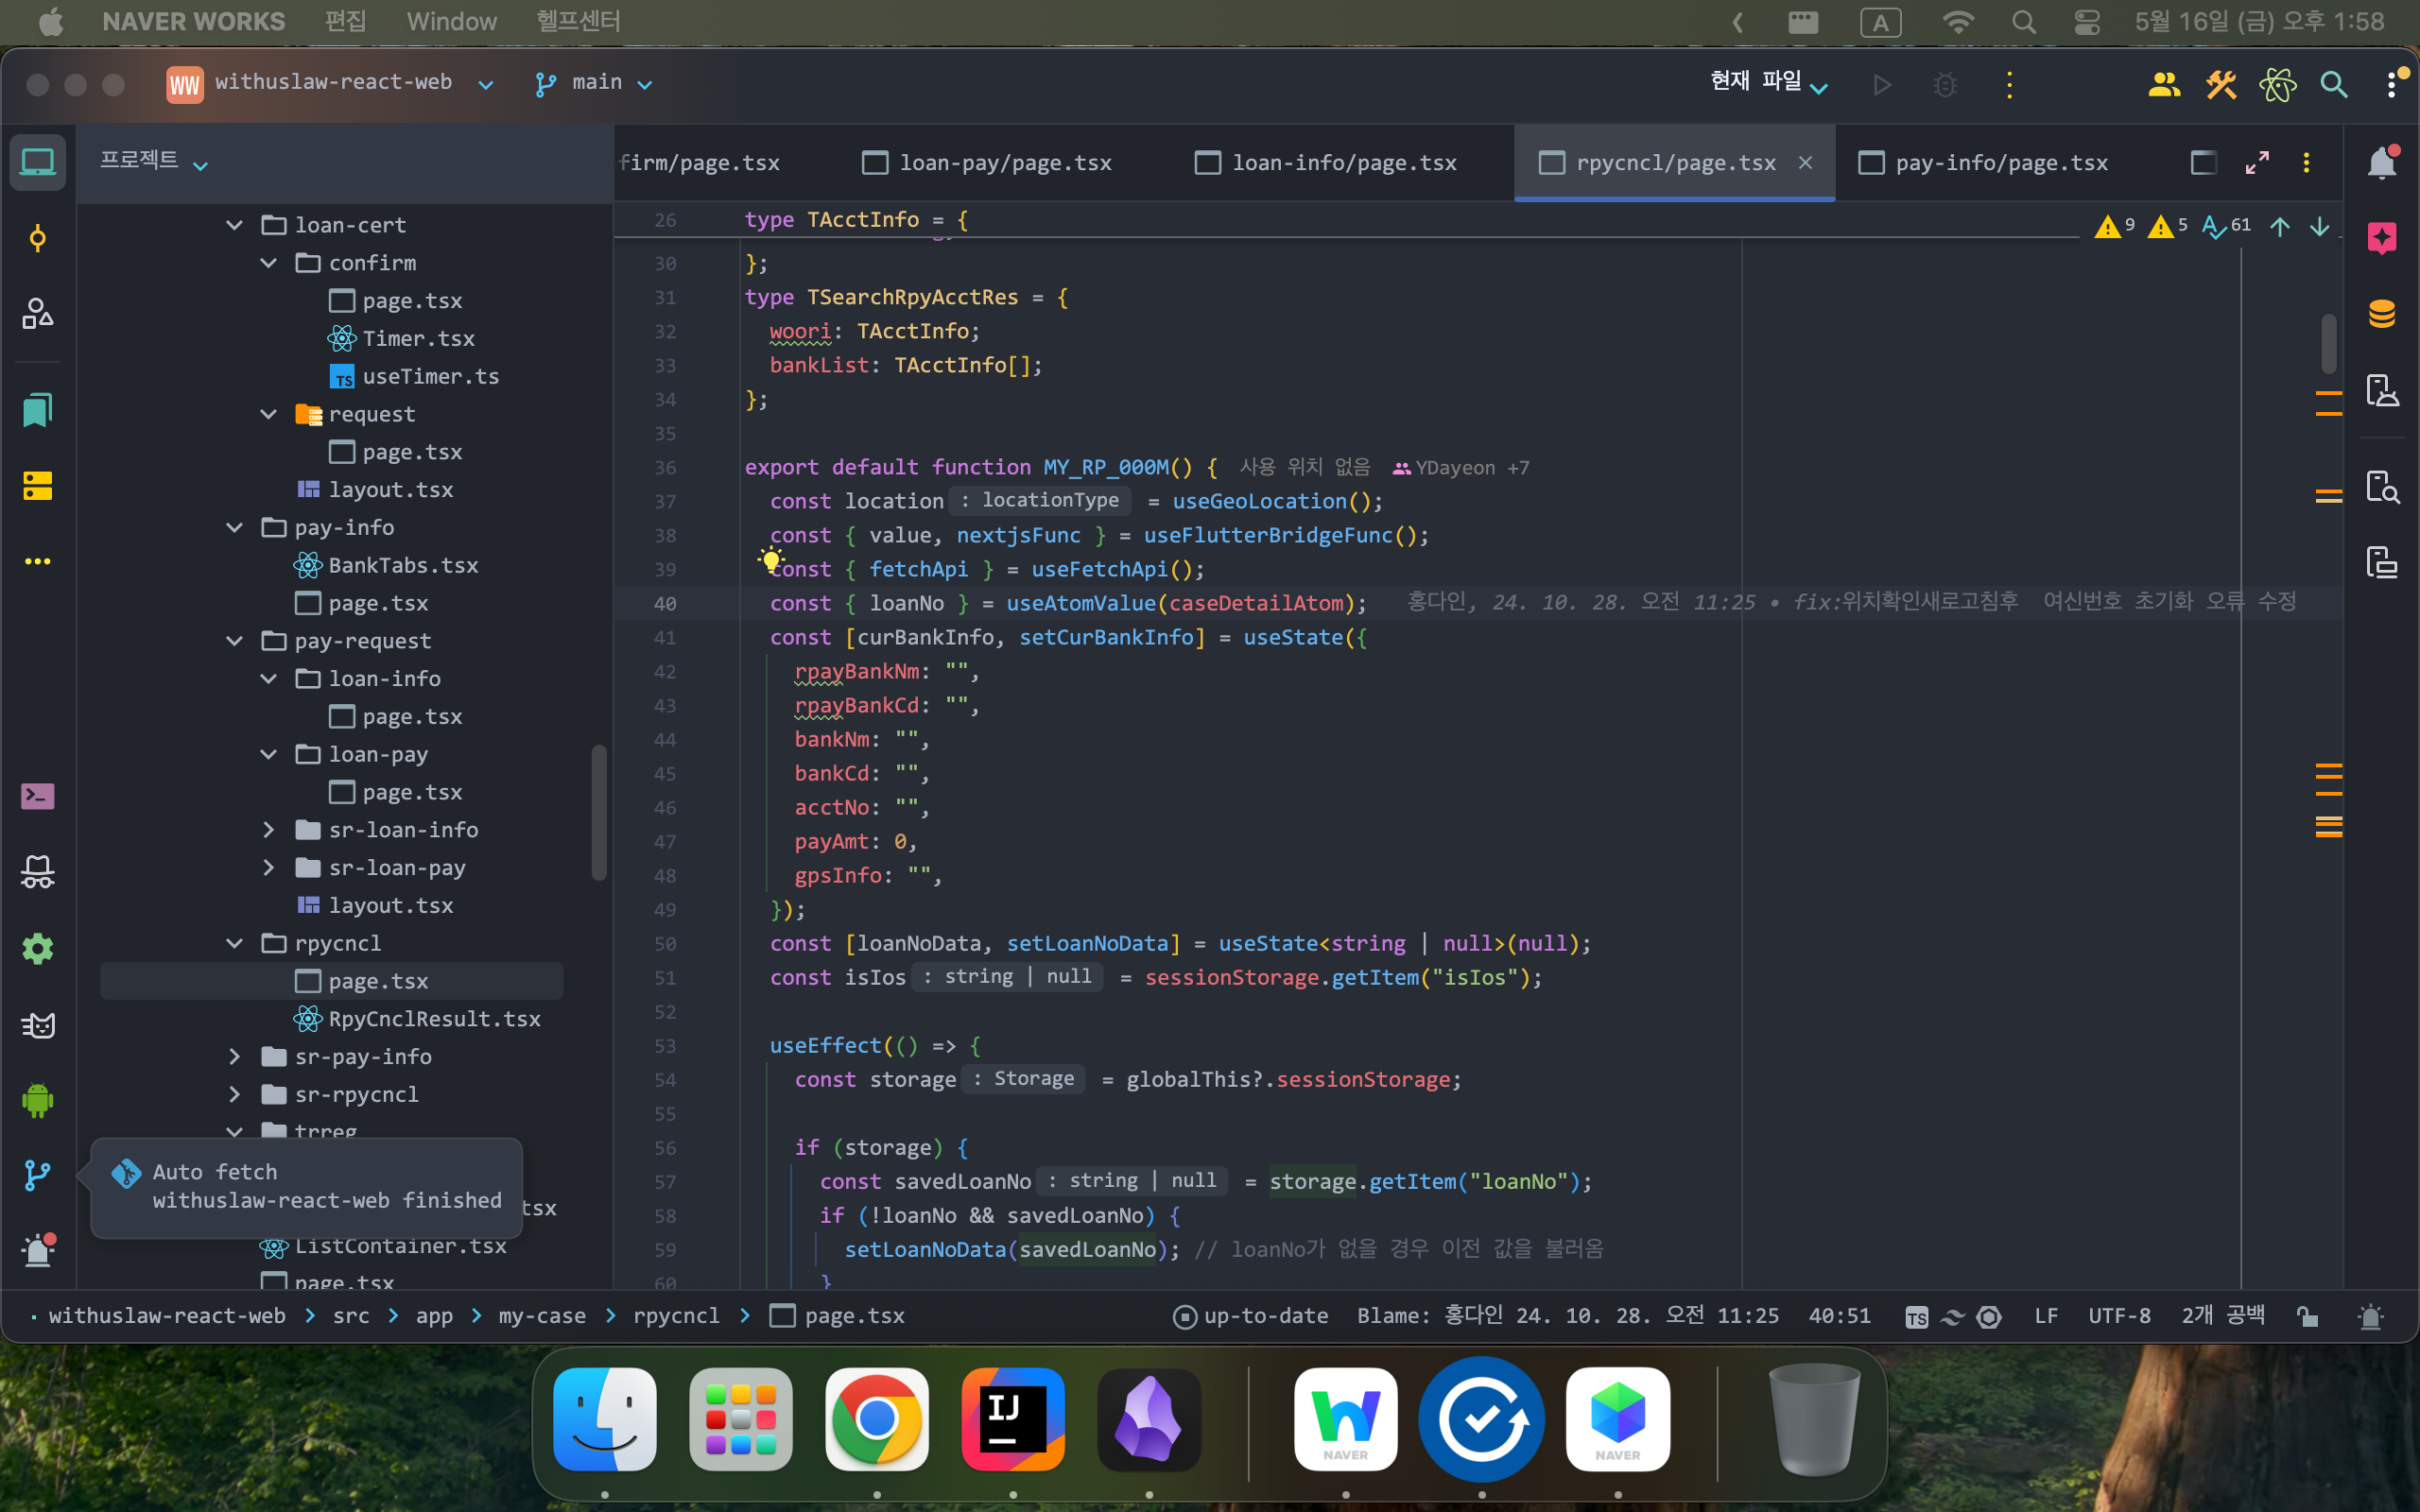 NAVER WORKS 편집 Window 헬프센터 A 5월 16일 (금) 오후 1:58
WW withuslaw-react-web main 현재 파일
프로젝트
firm/page.tsx loan-pay/page.tsx loan-info/page.tsx rpycncl/page.tsx × pay-info/page.tsx
loan-cert
confirm
page.tsx
Timer.tsx
TS useTimer.ts
request
page.tsx
layout.tsx
pay-info
BankTabs.tsx
page.tsx
pay-request
loan-info
page.tsx
loan-pay
page.tsx
sr-loan-info
sr-loan-pay
layout.tsx
rpycncl
page.tsx
RpyCnclResult.tsx
sr-pay-info
sr-rpycncl
trreg
Auto fetch
withuslaw-react-web finished
tsx
ListContainer.tsx
page.tsx
9 5 61
26 type TAcctInfo = {
30 };
31 type TSearchRpyAcctRes = {
32 woori: TAcctInfo;
33 bankList: TAcctInfo[];
34 };
35
36 export default function MY_RP_000M() { 사용 위치 없음 YDayeon +7
37 const location : locationType = useGeoLocation();
38 const { value, nextjsFunc } = useFlutterBridgeFunc();
39 const { fetchApi } = useFetchApi();
40 const { loanNo } = useAtomValue(caseDetailAtom); 홍다인, 24. 10. 28. 오전 11:25 • fix:위치확인새로고침후 여신번호 초기화 오류 수정
41 const [curBankInfo, setCurBankInfo] = useState({
42 rpayBankNm: "",
43 rpayBankCd: "",
44 bankNm: "",
45 bankCd: "",
46 acctNo: "",
47 payAmt: 0,
48 gpsInfo: "",
49 });
50 const [loanNoData, setLoanNoData] = useState<string | null>(null);
51 const isIos : string | null = sessionStorage.getItem("isIos");
52
53 useEffect(() => {
54 const storage : Storage = globalThis?.sessionStorage;
55
56 if (storage) {
57 const savedLoanNo : string | null = storage.getItem("loanNo");
58 if (!loanNo && savedLoanNo) {
59 setLoanNoData(savedLoanNo); // loanNo가 없을 경우 이전 값을 불러옴
60 }
withuslaw-react-web > src > app > my-case > rpycncl > page.tsx up-to-date Blame: 홍다인 24. 10. 28. 오전 11:25 40:51 TS LF UTF-8 2개 공백
IJ NAVER NAVER